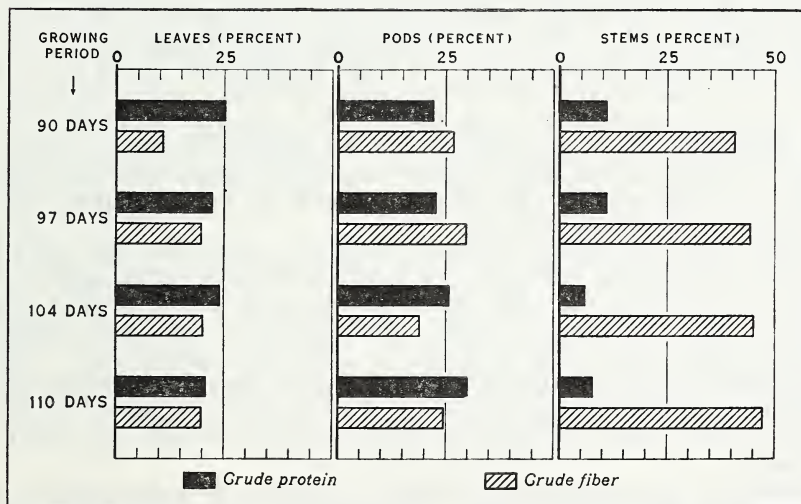 GROWING PERIOD
LEAVES (PERCENT)
0 25
PODS (PERCENT)
0 25
STEMS (PERCENT)
0 25 50
90 DAYS
97 DAYS
104 DAYS
110 DAYS
Crude protein
Crude fiber